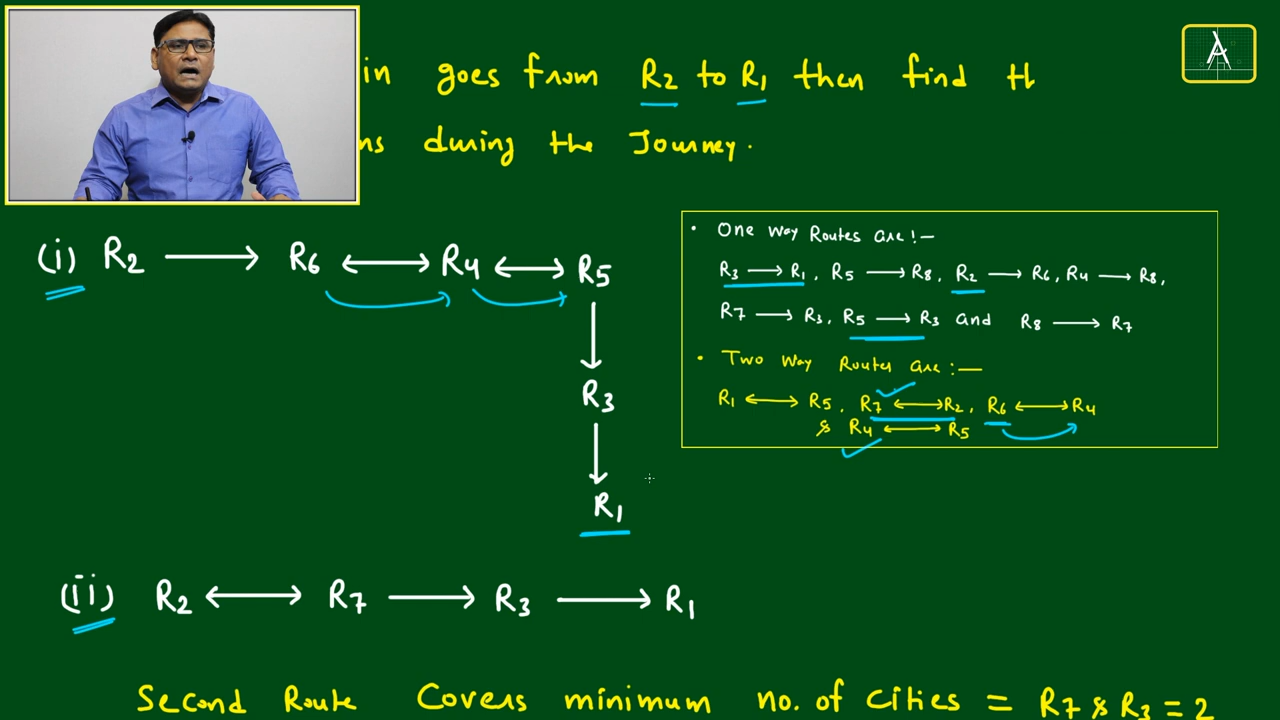 in goes from R2 to R1 then find th
ns during the Journey.
(i) R2 ⟶ R6 ⟷ R4 ⟷ R5
R3
R1
• One way Routes are!—
R3 ⟶ R1, R5 ⟶ R8, R2 ⟶ R6, R4 ⟶ R8,
R7 ⟶ R3, R5 ⟶ R3 and R8 ⟶ R7
• Two way Routes are:—
R1 ⟷ R5, R7 ⟷ R2, R6 ⟷ R4
& R4 ⟷ R5
(ii) R2 ⟷ R7 ⟶ R3 ⟶ R1
Second Route Covers minimum no. of cities = R7 & R3 = 2